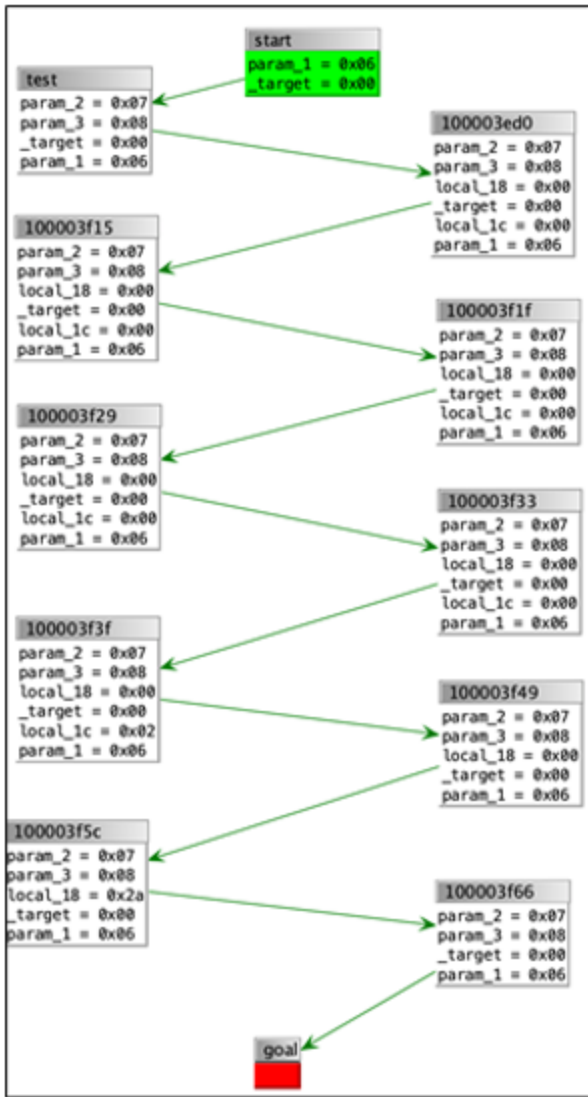 start
param_1 = 0x06
_target = 0x00
test
param_2 = 0x07
param_3 = 0x08
_target = 0x00
param_1 = 0x06
100003ed0
param_2 = 0x07
param_3 = 0x08
local_18 = 0x00
_target = 0x00
local_1c = 0x00
param_1 = 0x06
100003f15
param_2 = 0x07
param_3 = 0x08
local_18 = 0x00
_target = 0x00
local_1c = 0x00
param_1 = 0x06
100003f1f
param_2 = 0x07
param_3 = 0x08
local_18 = 0x00
_target = 0x00
local_1c = 0x00
param_1 = 0x06
100003f29
param_2 = 0x07
param_3 = 0x08
local_18 = 0x00
_target = 0x00
local_1c = 0x00
param_1 = 0x06
100003f33
param_2 = 0x07
param_3 = 0x08
local_18 = 0x00
_target = 0x00
local_1c = 0x00
param_1 = 0x06
100003f3f
param_2 = 0x07
param_3 = 0x08
local_18 = 0x00
_target = 0x00
local_1c = 0x02
param_1 = 0x06
100003f49
param_2 = 0x07
param_3 = 0x08
local_18 = 0x00
_target = 0x00
param_1 = 0x06
100003f5c
param_2 = 0x07
param_3 = 0x08
local_18 = 0x2a
_target = 0x00
param_1 = 0x06
100003f66
param_2 = 0x07
param_3 = 0x08
_target = 0x00
param_1 = 0x06
goal